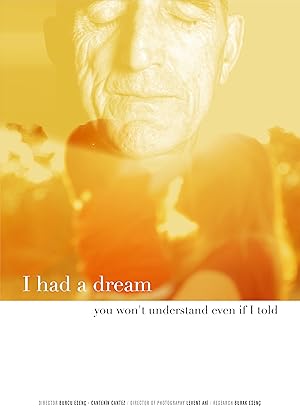 I had a dream
you won't understand even if I told
DIRECTOR BURCU ESENÇ - CANTEKİN CANTEZ | DIRECTOR OF PHOTOGRAPHY LEVENT AKİ | RESEARCH BURAK ESENÇ